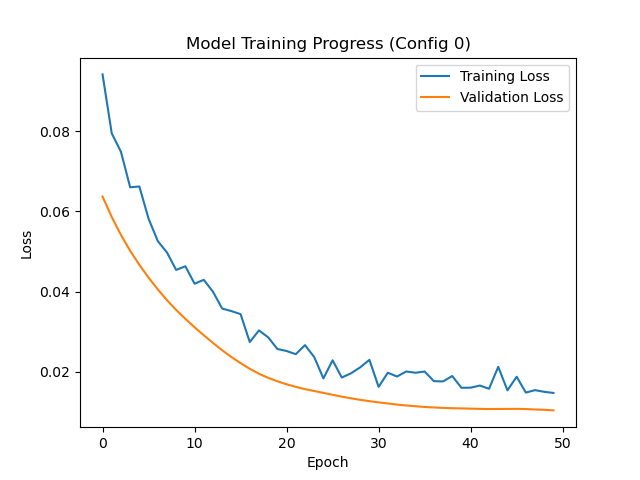 Model Training Progress (Config 0)
Training Loss
Validation Loss
Loss
0.08
0.06
0.04
0.02
0 10 20 30 40 50
Epoch